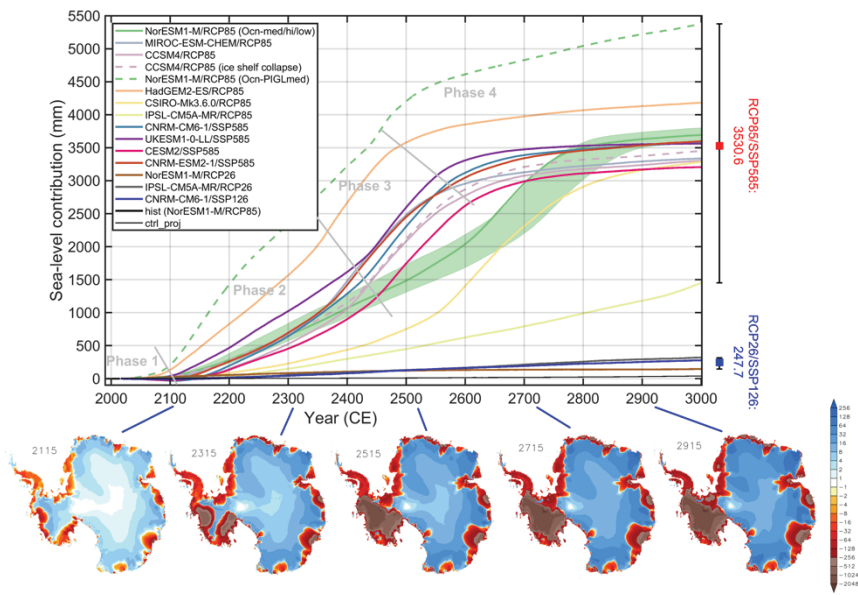 5500
5000
4500
4000
3500
3000
2500
2000
1500
1000
500
0
Sea-level contribution (mm)
NorESM1-M/RCP85 (Ocn-med/hi/low)
MIROC-ESM-CHEM/RCP85
CCSM4/RCP85
CCSM4/RCP85 (ice shelf collapse)
NorESM1-M/RCP85 (Ocn-PIGLmed)
HadGEM2-ES/RCP85
CSIRO-Mk3.6.0/RCP85
IPSL-CM5A-MR/RCP85
CNRM-CM6-1/SSP585
UKESM1-0-LL/SSP585
CESM2/SSP585
CNRM-ESM2-1/SSP585
NorESM1-M/RCP26
IPSL-CM5A-MR/RCP26
CNRM-CM6-1/SSP126
hist (NorESM1-M/RCP85)
ctrl_proj
Phase 4
Phase 3
Phase 2
Phase 1
2000 2100 2200 2300 2400 2500 2600 2700 2800 2900 3000
Year (CE)
RCP85/SSP585:
3530.6
RCP26/SSP126:
247.7
2115
2315
2515
2715
2915
256
128
64
32
16
8
4
2
1
-1
-2
-4
-8
-16
-32
-64
-128
-256
-512
-1024
-2048